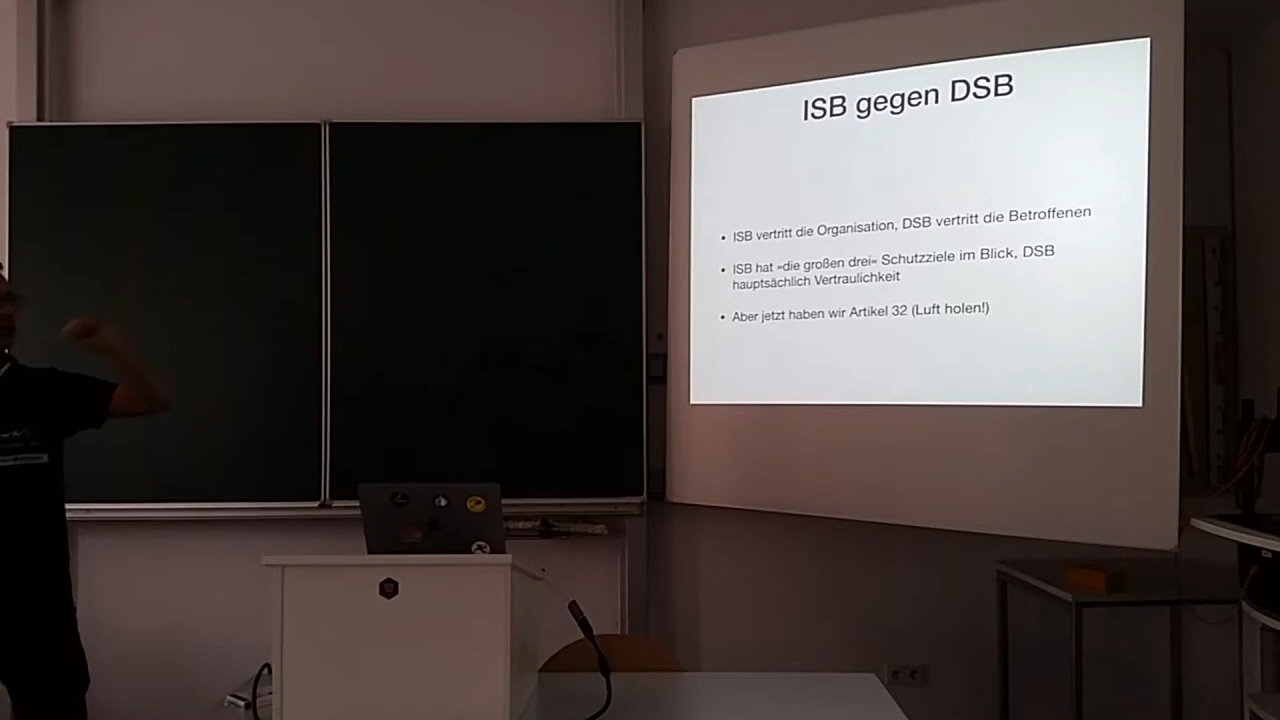 ISB gegen DSB
• ISB vertritt die Organisation, DSB vertritt die Betroffenen
• ISB hat »die großen drei« Schutzziele im Blick, DSB
hauptsächlich Vertraulichkeit
• Aber jetzt haben wir Artikel 32 (Luft holen!)